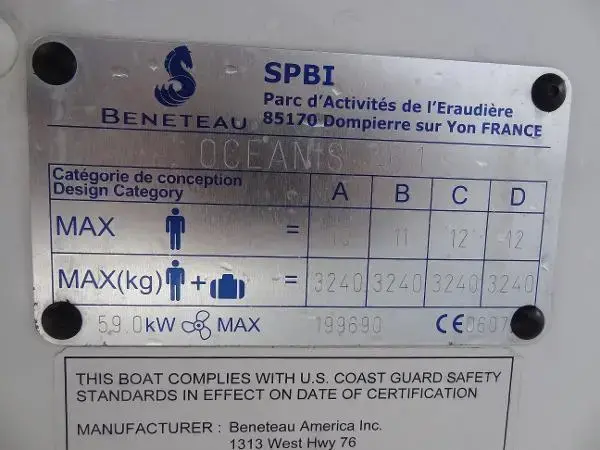 SPBI
BENETEAU
Parc d'Activités de l'Eraudière
85170 Dompierre sur Yon FRANCE
OCEANIS
Catégorie de conception
Design Category A B C D
MAX = 11 12 12
MAX(kg) + = 3240 3240 3240 3240
59.0 kW MAX 199690 CE 0607
THIS BOAT COMPLIES WITH U.S. COAST GUARD SAFETY
STANDARDS IN EFFECT ON DATE OF CERTIFICATION
MANUFACTURER : Beneteau America Inc.
1313 West Hwy 76